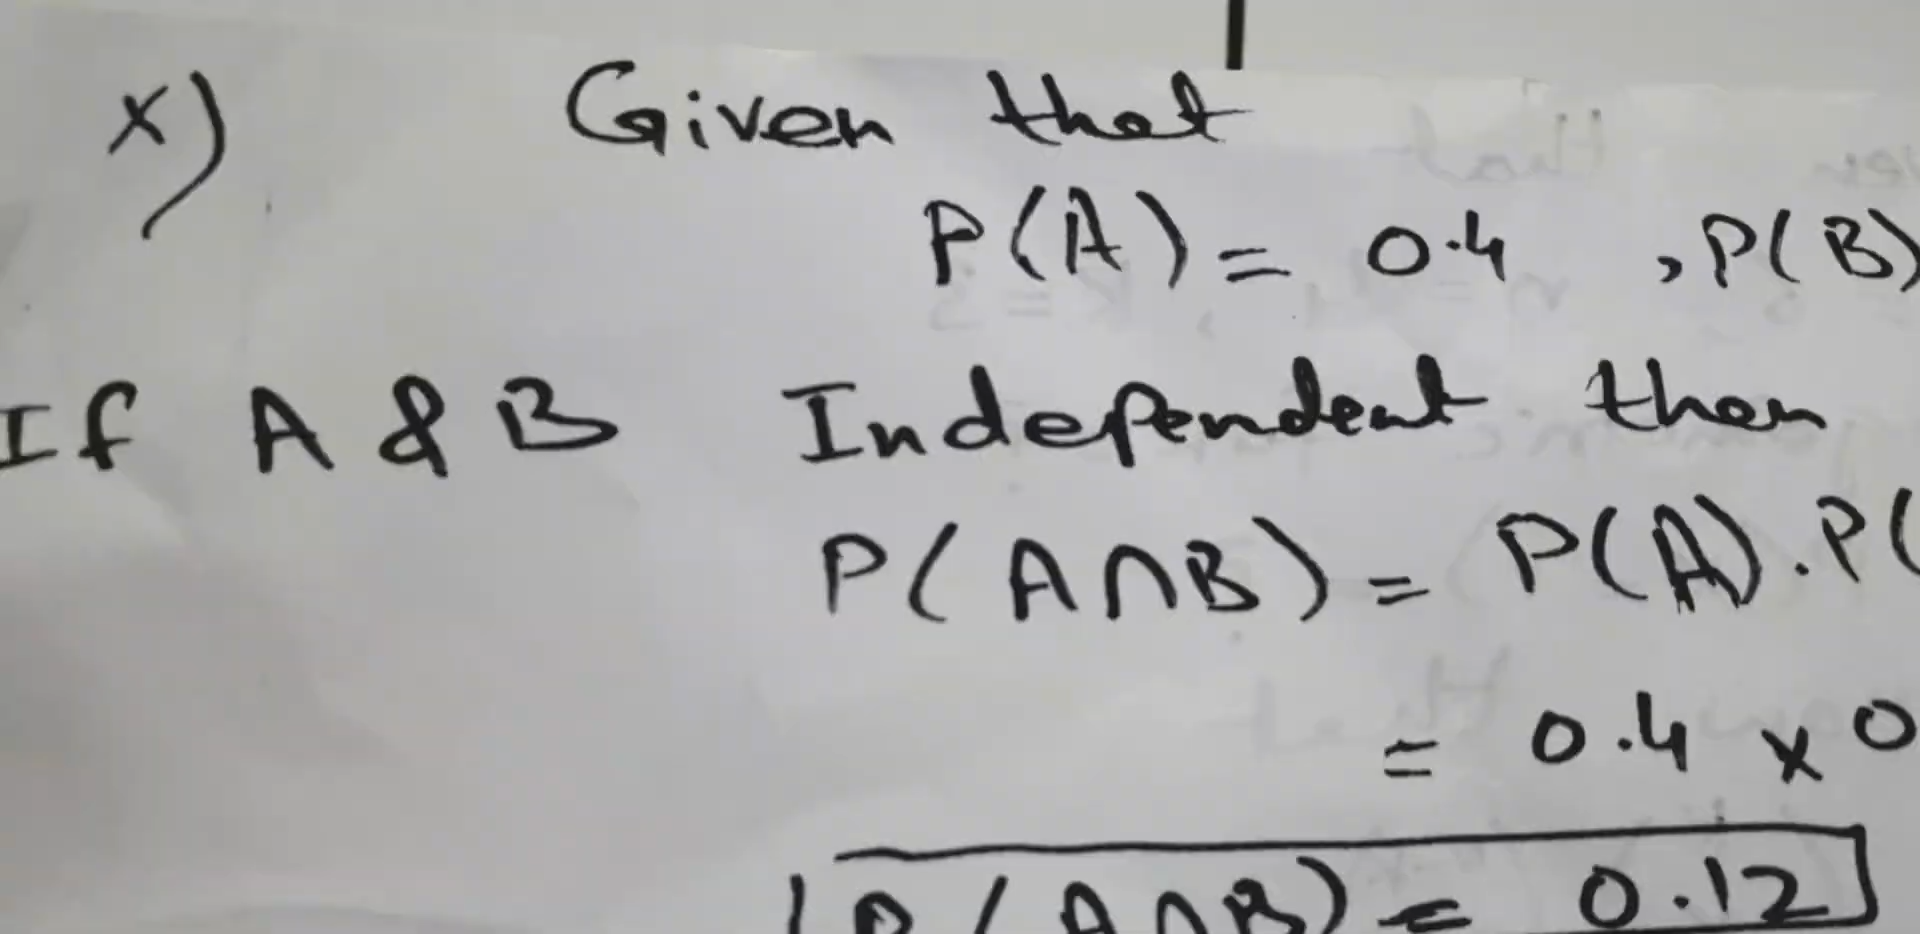 x) Given that
P(A) = 0.4 , P(B)
If A & B Independent then
P(A∩B) = P(A).P(
= 0.4 x 0
P(A∩B) = 0.12